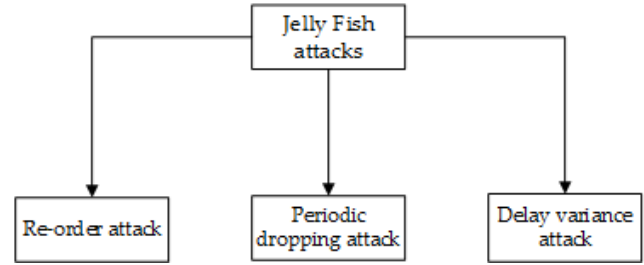 Jelly Fish
attacks
Re-order attack
Periodic
dropping attack
Delay variance
attack